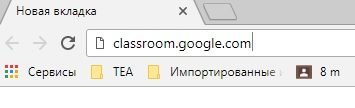 Новая вкладка
classroom.google.com
Сервисы TEA Импортированные 8 m